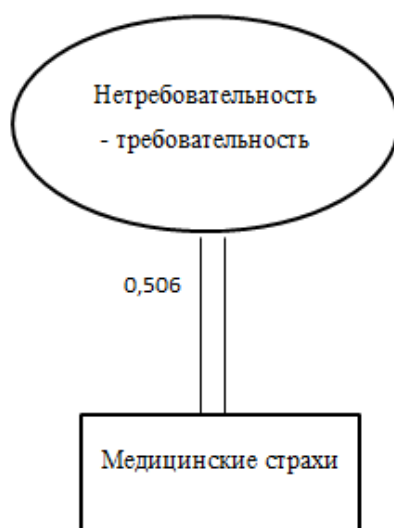 Нетребовательность
- требовательность
0,506
Медицинские страхи